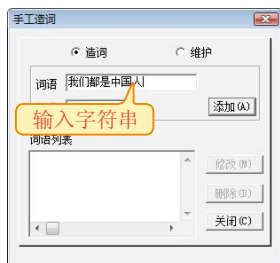 手工造词
造词 维护
词语 我们都是中国人
添加(A)
输入字符串
词语列表
修改(M)
删除(D)
关闭(C)